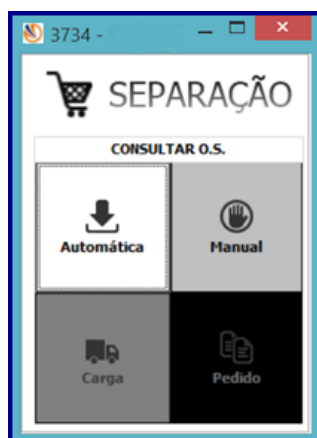 3734 -
SEPARAÇÃO
CONSULTAR O.S.
Automática
Manual
Carga
Pedido